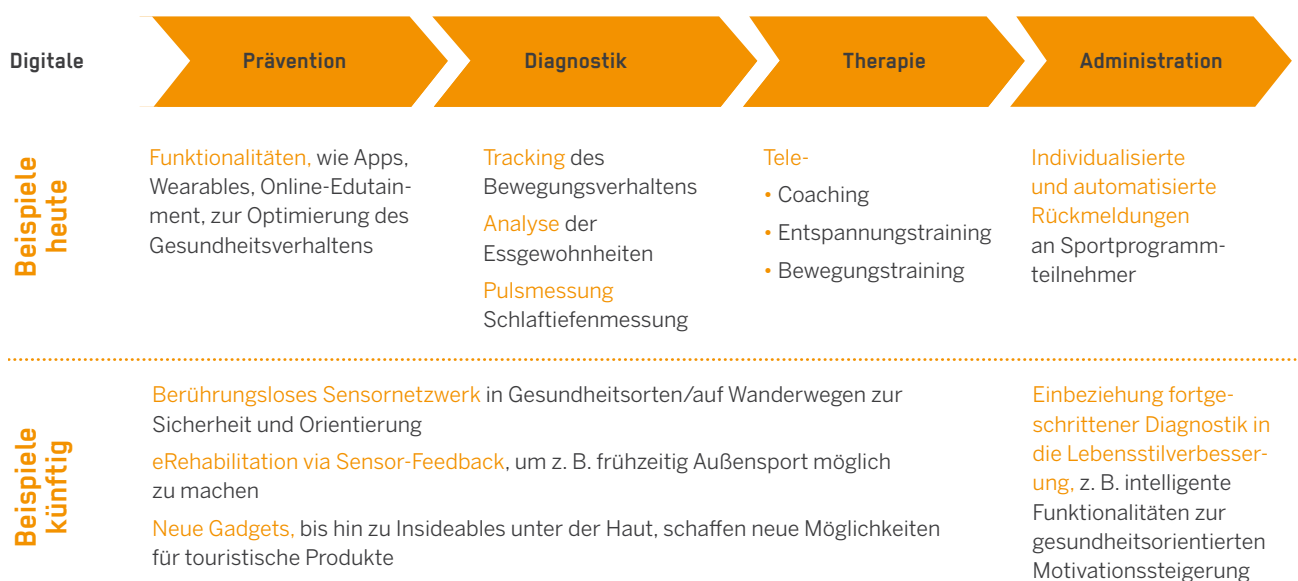 Digitale
Prävention
Diagnostik
Therapie
Administration
Beispiele
heute
Funktionalitäten, wie Apps,
Wearables, Online-Edutain-
ment, zur Optimierung des
Gesundheitsverhaltens
Tracking des
Bewegungsverhaltens
Analyse der
Essgewohnheiten
Pulsmessung
Schlaftiefenmessung
Tele-
• Coaching
• Entspannungstraining
• Bewegungstraining
Individualisierte
und automatisierte
Rückmeldungen
an Sportprogramm-
teilnehmer
Beispiele
künftig
Berührungsloses Sensornetzwerk in Gesundheitsorten/auf Wanderwegen zur
Sicherheit und Orientierung
eRehabilitation via Sensor-Feedback, um z. B. frühzeitig Außensport möglich
zu machen
Neue Gadgets, bis hin zu Insideables unter der Haut, schaffen neue Möglichkeiten
für touristische Produkte
Einbeziehung fortge-
schrittener Diagnostik in
die Lebensstilverbesser-
ung, z. B. intelligente
Funktionalitäten zur
gesundheitsorientierten
Motivationssteigerung